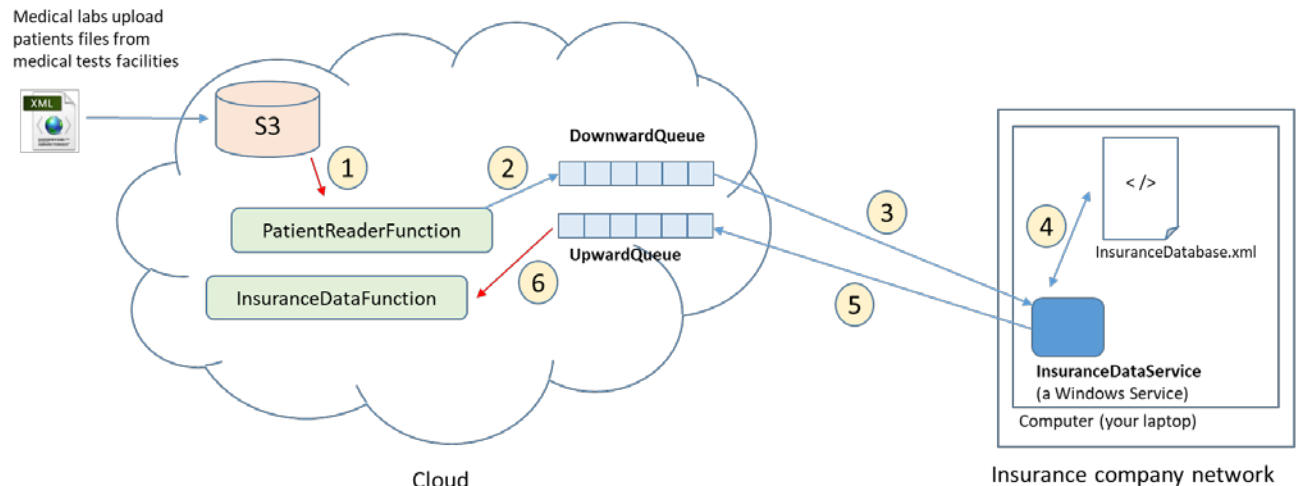 Medical labs upload
patients files from
medical tests facilities
XML
S3
1
2
DownwardQueue
PatientReaderFunction
UpwardQueue
InsuranceDataFunction
6
3
5
4
</>
InsuranceDatabase.xml
InsuranceDataService
(a Windows Service)
Computer (your laptop)
Cloud
Insurance company network